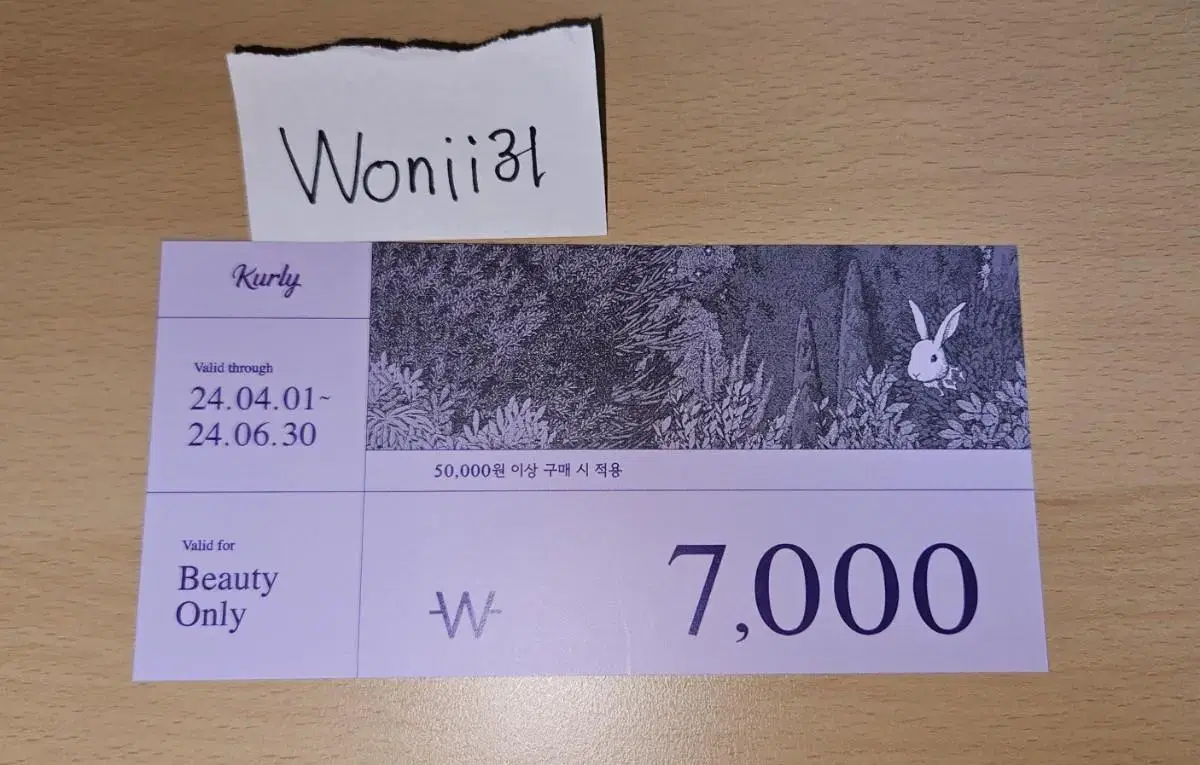 Wonii리
Kurly
Valid through
24.04.01~
24.06.30
50,000원 이상 구매 시 적용
Valid for
Beauty
Only
₩ 7,000